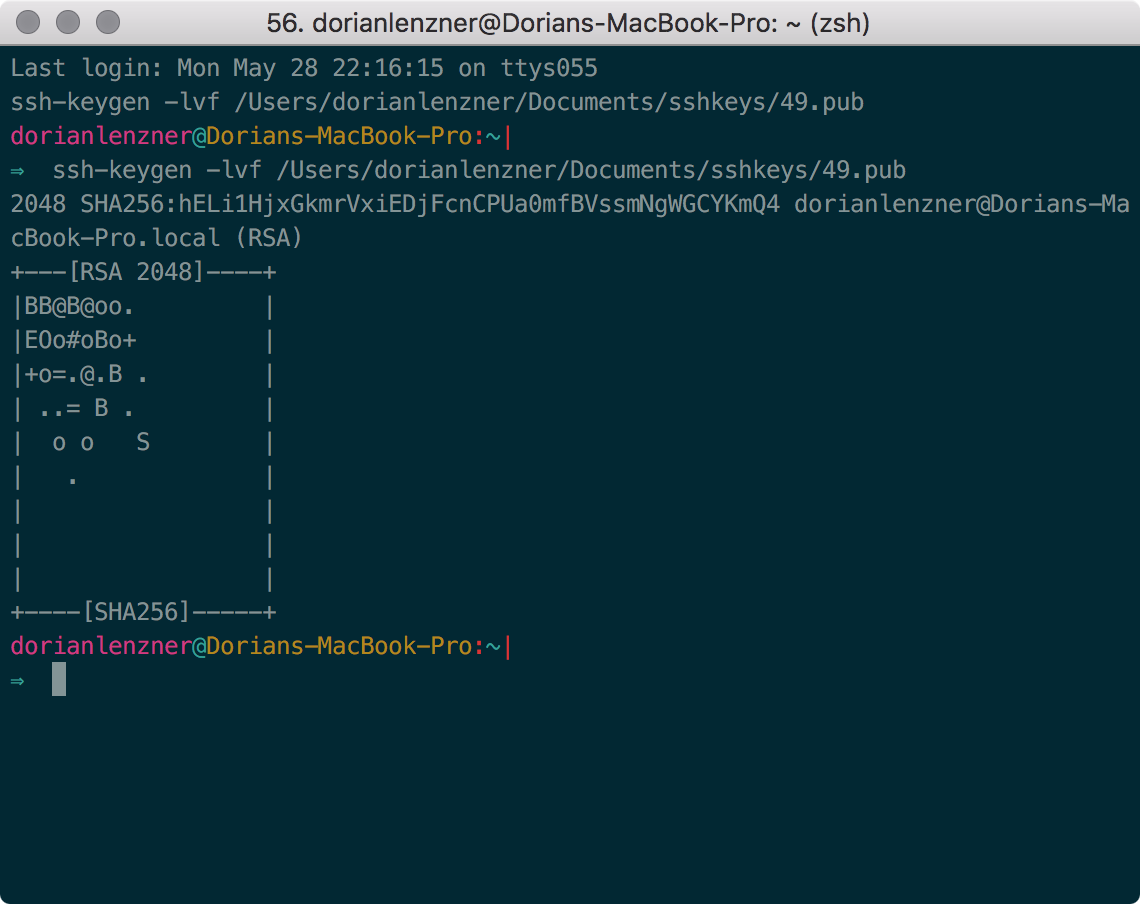 56. dorianlenzner@Dorians-MacBook-Pro: ~ (zsh)
Last login: Mon May 28 22:16:15 on ttys055
ssh-keygen -lvf /Users/dorianlenzner/Documents/sshkeys/49.pub
dorianlenzner@Dorians-MacBook-Pro:~|
⇒  ssh-keygen -lvf /Users/dorianlenzner/Documents/sshkeys/49.pub
2048 SHA256:hELi1HjxGkmrVxiEDjFcnCPUa0mfBVssmNgWGCYKmQ4 dorianlenzner@Dorians-Ma
cBook-Pro.local (RSA)
+---[RSA 2048]----+
|BB@B@oo.         |
|EOo#oBo+         |
|+o=.@.B .        |
| ..= B .         |
|  o o   S        |
|   .             |
|                 |
|                 |
|                 |
+----[SHA256]-----+
dorianlenzner@Dorians-MacBook-Pro:~|
⇒